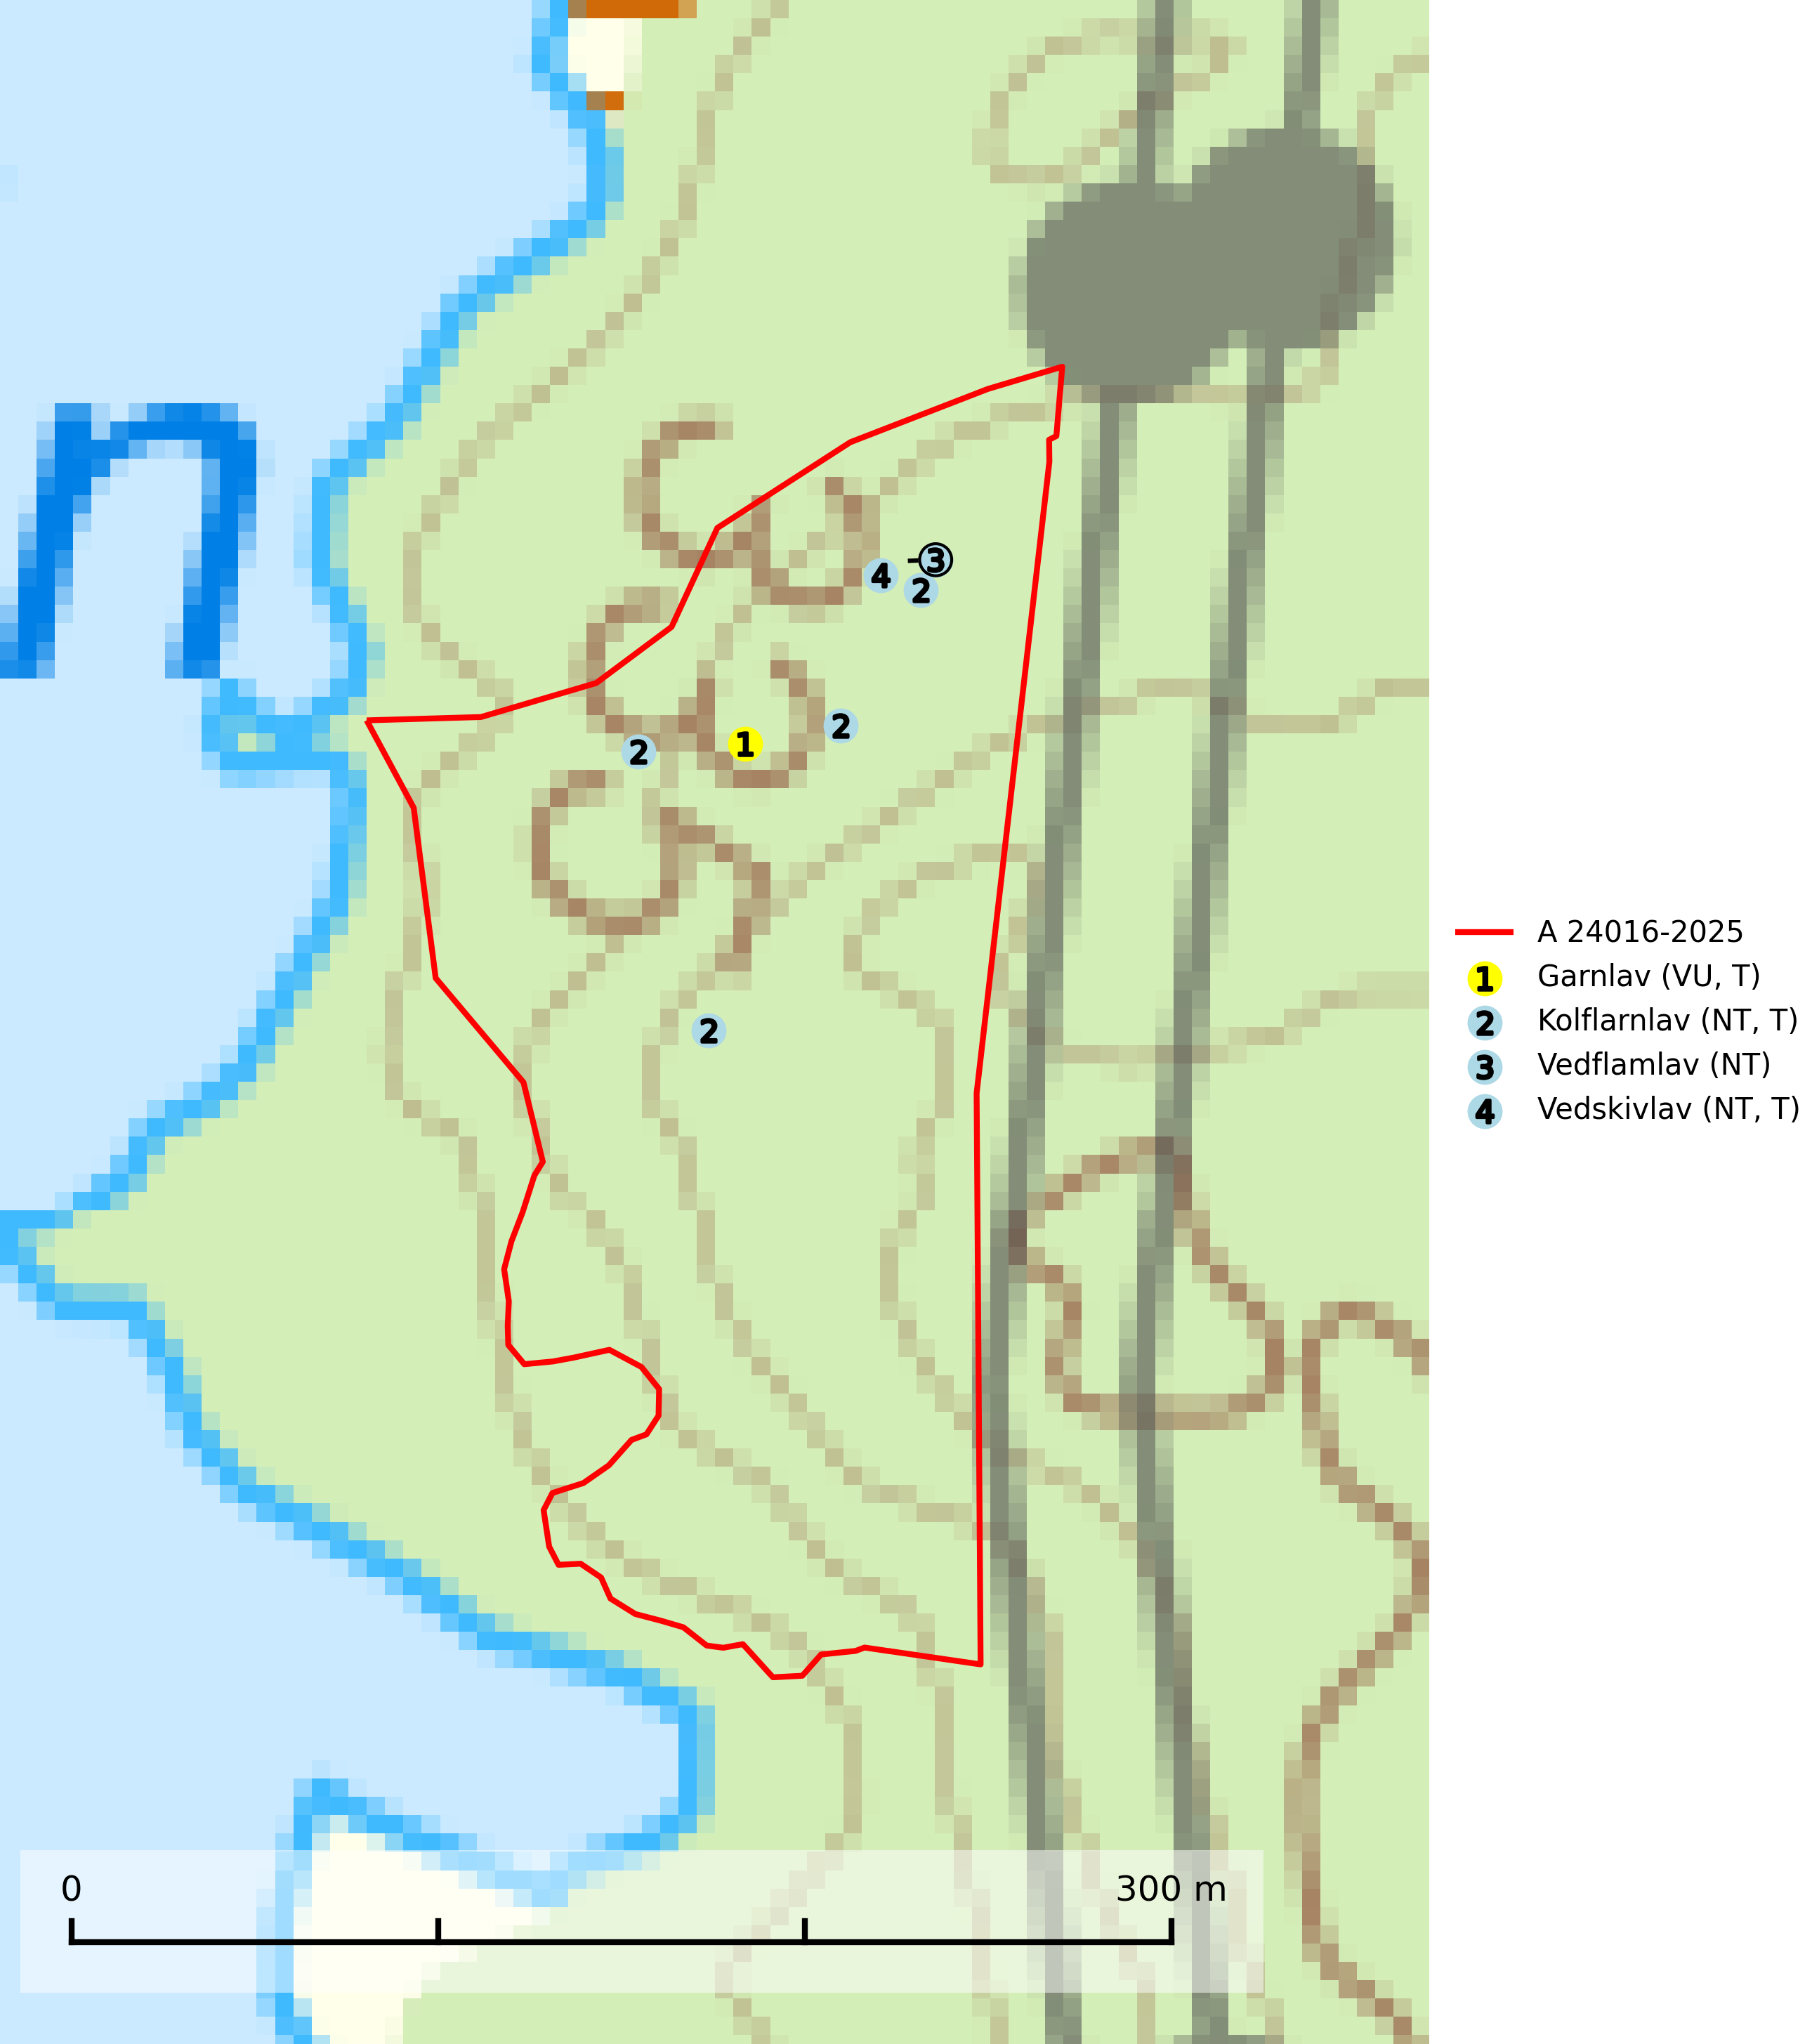 n
3
4
2
2
1
2
2
A 24016-2025
1 Garnlav (VU, T)
2 Kolflarnlav (NT, T)
3 Vedflamlav (NT)
4 Vedskivlav (NT, T)
0 300 m